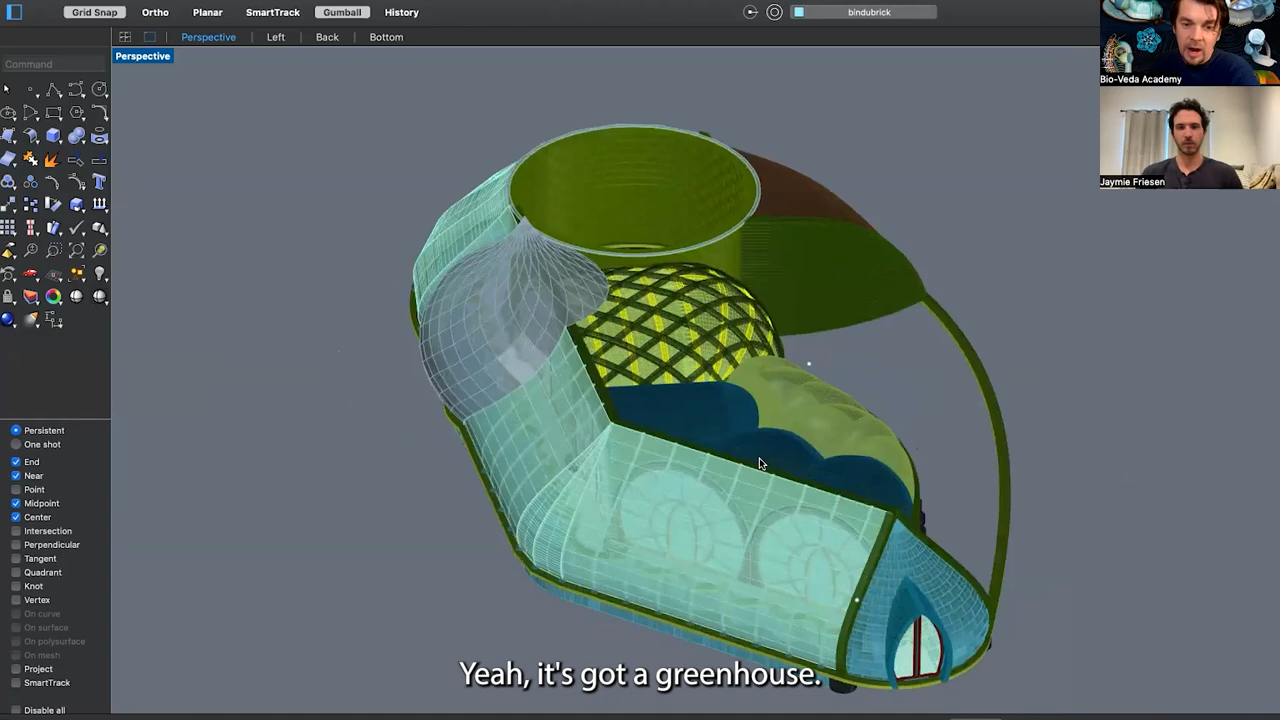 Grid Snap Ortho Planar SmartTrack Gumball History bindubrick
Perspective Left Back Bottom
Perspective
Command
Bio-Veda Academy
Jaymie Friesen
Persistent
One shot
End
Near
Point
Midpoint
Center
Intersection
Perpendicular
Tangent
Quadrant
Knot
Vertex
On curve
On surface
On polysurface
On mesh
Project
SmartTrack
Disable all
Yeah, it's got a greenhouse.